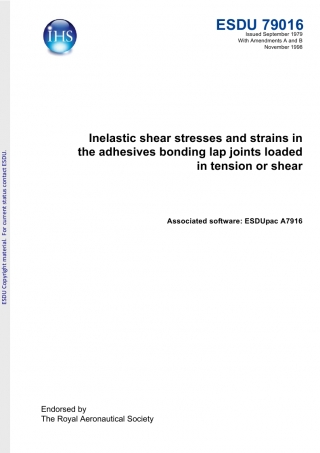 IHS
ESDU 79016
Issued September 1979
With Amendments A and B
November 1998
Inelastic shear stresses and strains in
the adhesives bonding lap joints loaded
in tension or shear
Associated software: ESDUpac A7916
ESDU Copyright material. For current status contact ESDU.
Endorsed by
The Royal Aeronautical Society